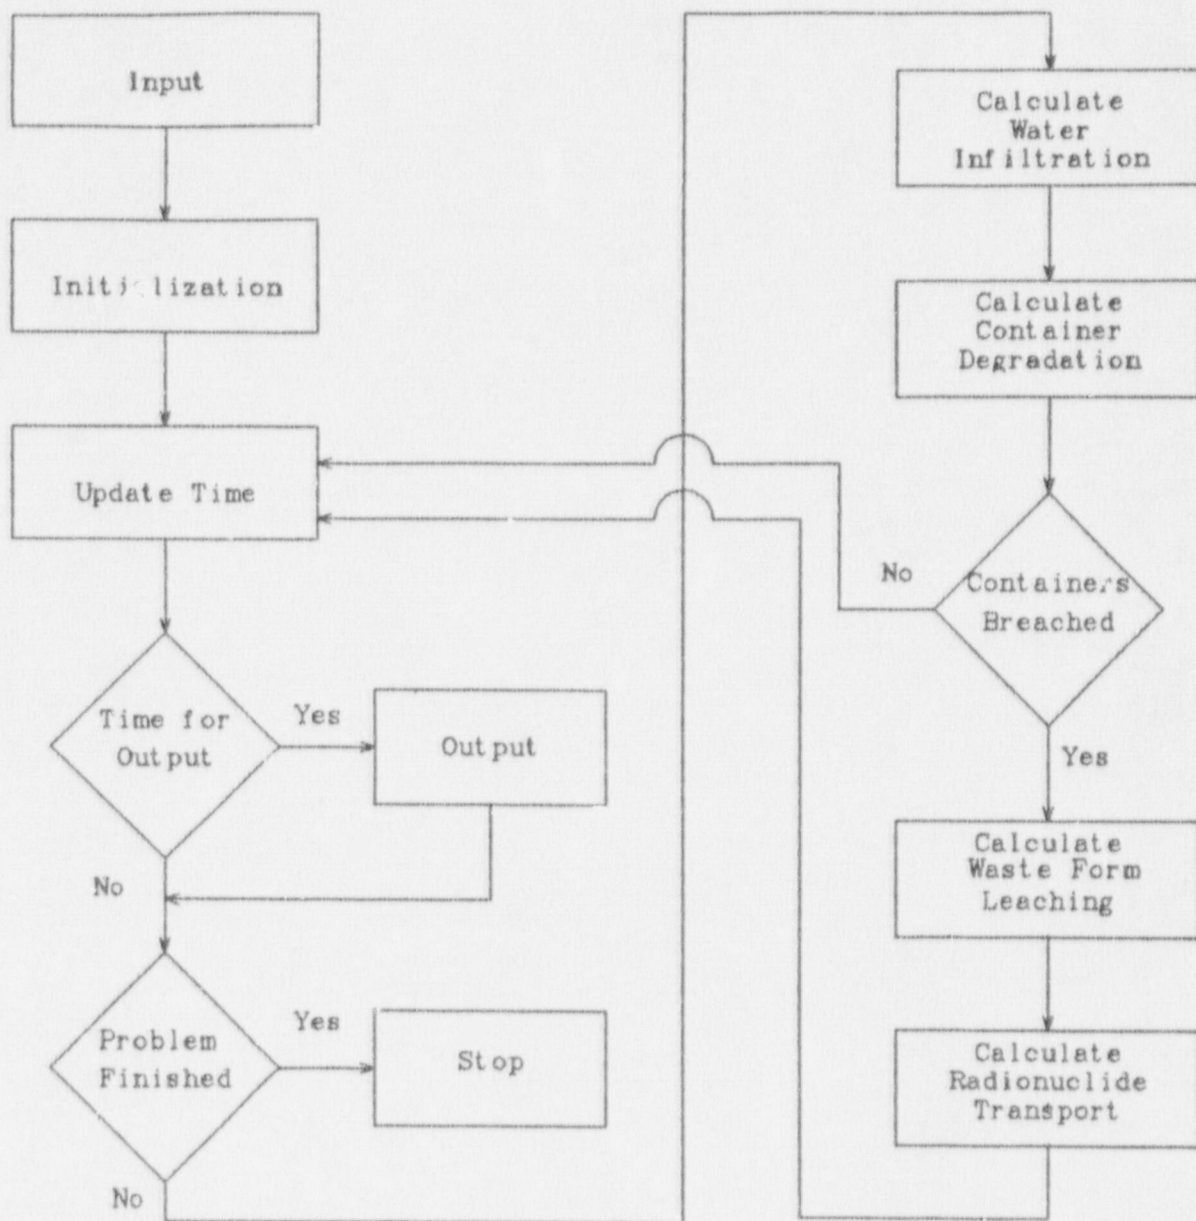 Input
Initialization
Update Time
Time for
Output
Yes
Output
No
Problem
Finished
Yes
Stop
No
Calculate
Water
Infiltration
Calculate
Container
Degradation
No
Containers
Breached
Yes
Calculate
Waste Form
Leaching
Calculate
Radionuclide
Transport